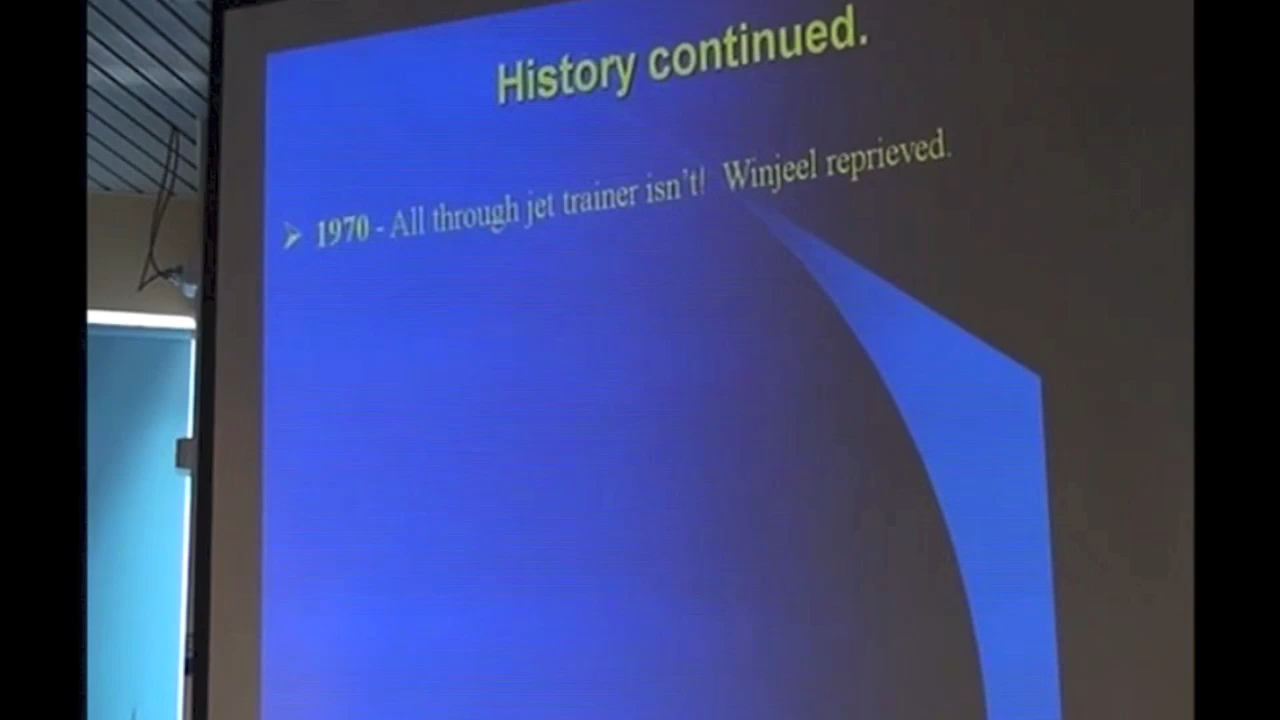 History continued.
➢ 1970 - All through jet trainer isn't! Winjeel reprieved.